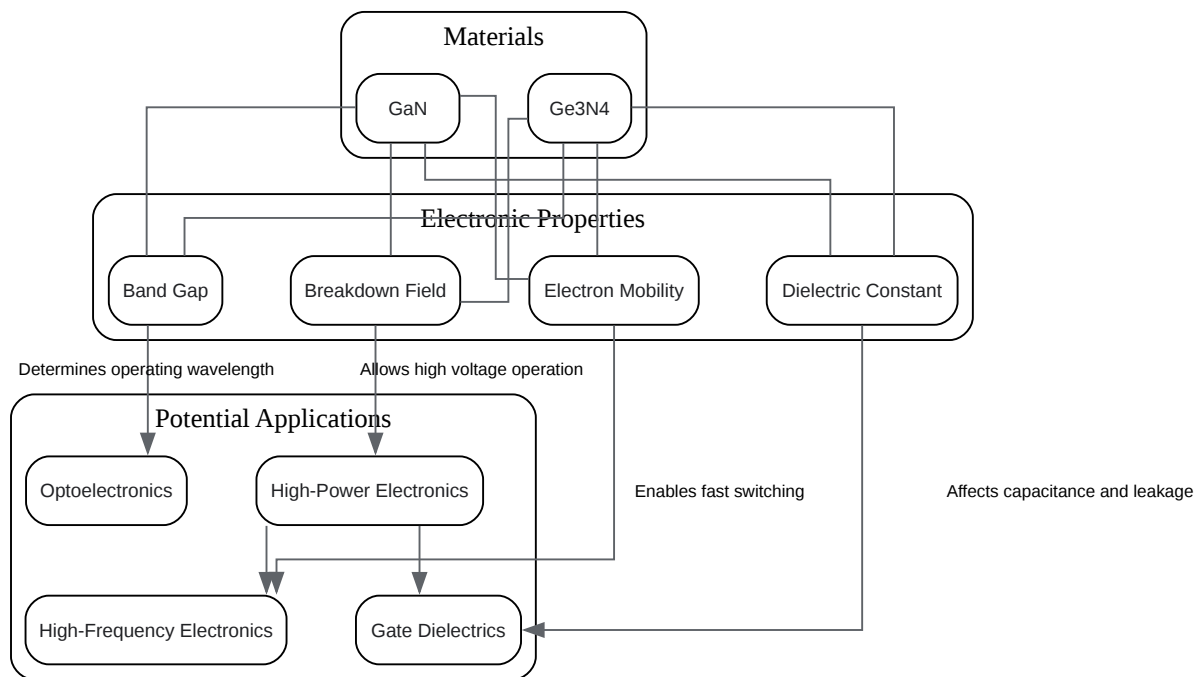 Materials
GaN
Ge3N4
Electronic Properties
Band Gap
Breakdown Field
Electron Mobility
Dielectric Constant
Determines operating wavelength
Allows high voltage operation
Potential Applications
Optoelectronics
High-Power Electronics
Enables fast switching
Affects capacitance and leakage
High-Frequency Electronics
Gate Dielectrics